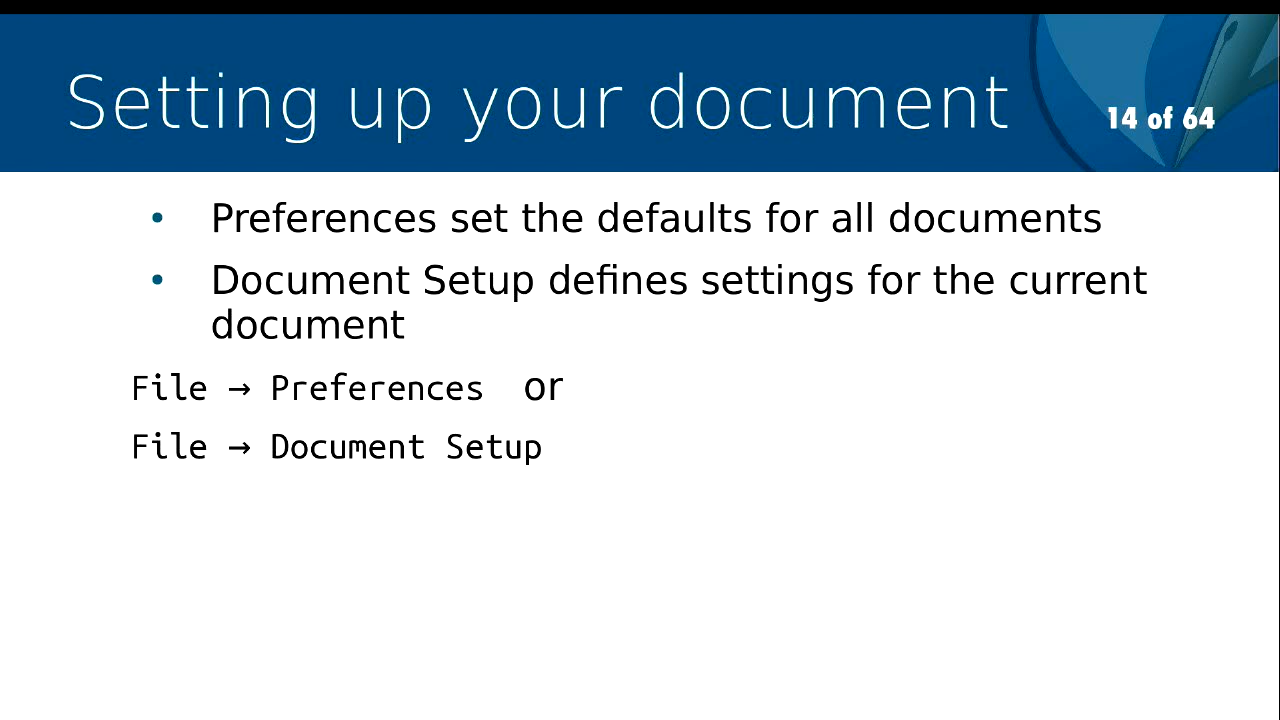 Setting up your document
14 of 64
• Preferences set the defaults for all documents
• Document Setup defines settings for the current
document
File → Preferences or
File → Document Setup